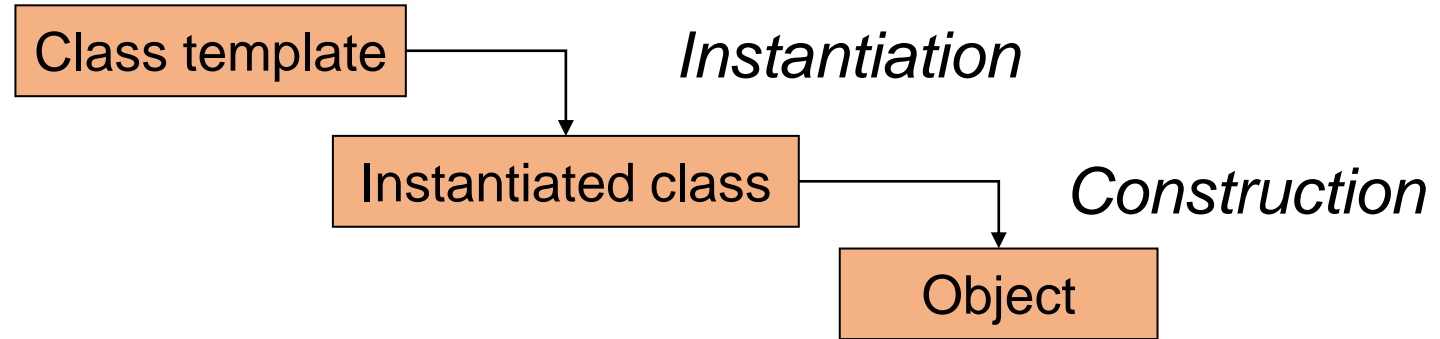 Class template
Instantiation
Instantiated class
Construction
Object